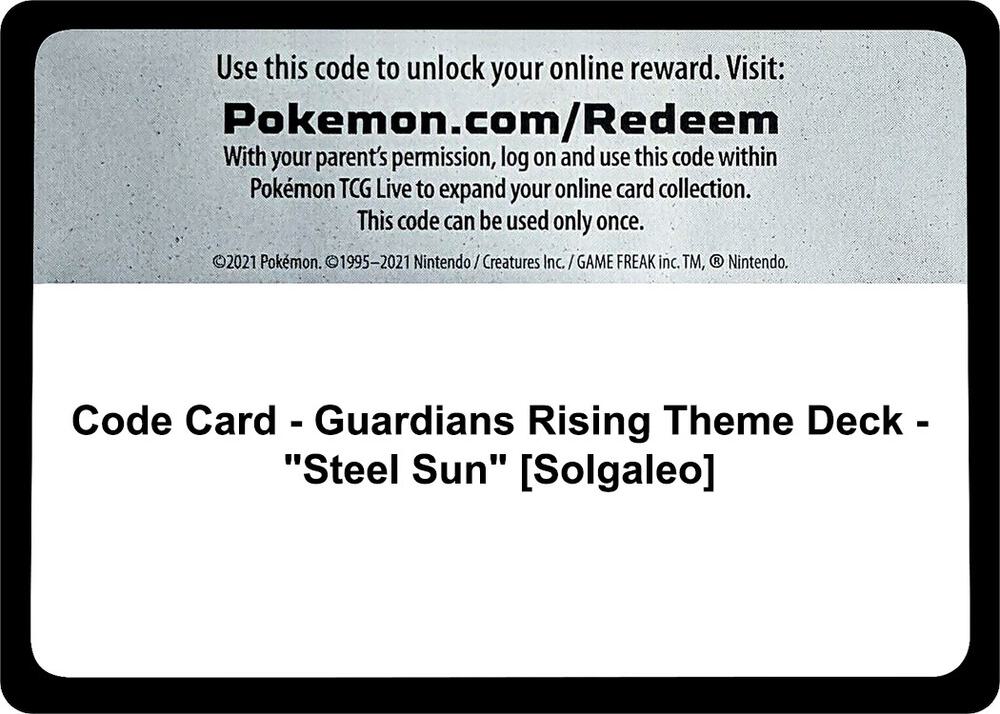 Use this code to unlock your online reward. Visit:
Pokemon.com/Redeem
With your parent's permission, log on and use this code within
Pokémon TCG Live to expand your online card collection.
This code can be used only once.
©2021 Pokémon. ©1995–2021 Nintendo / Creatures Inc. / GAME FREAK inc. TM, ® Nintendo.
Code Card - Guardians Rising Theme Deck -
"Steel Sun" [Solgaleo]